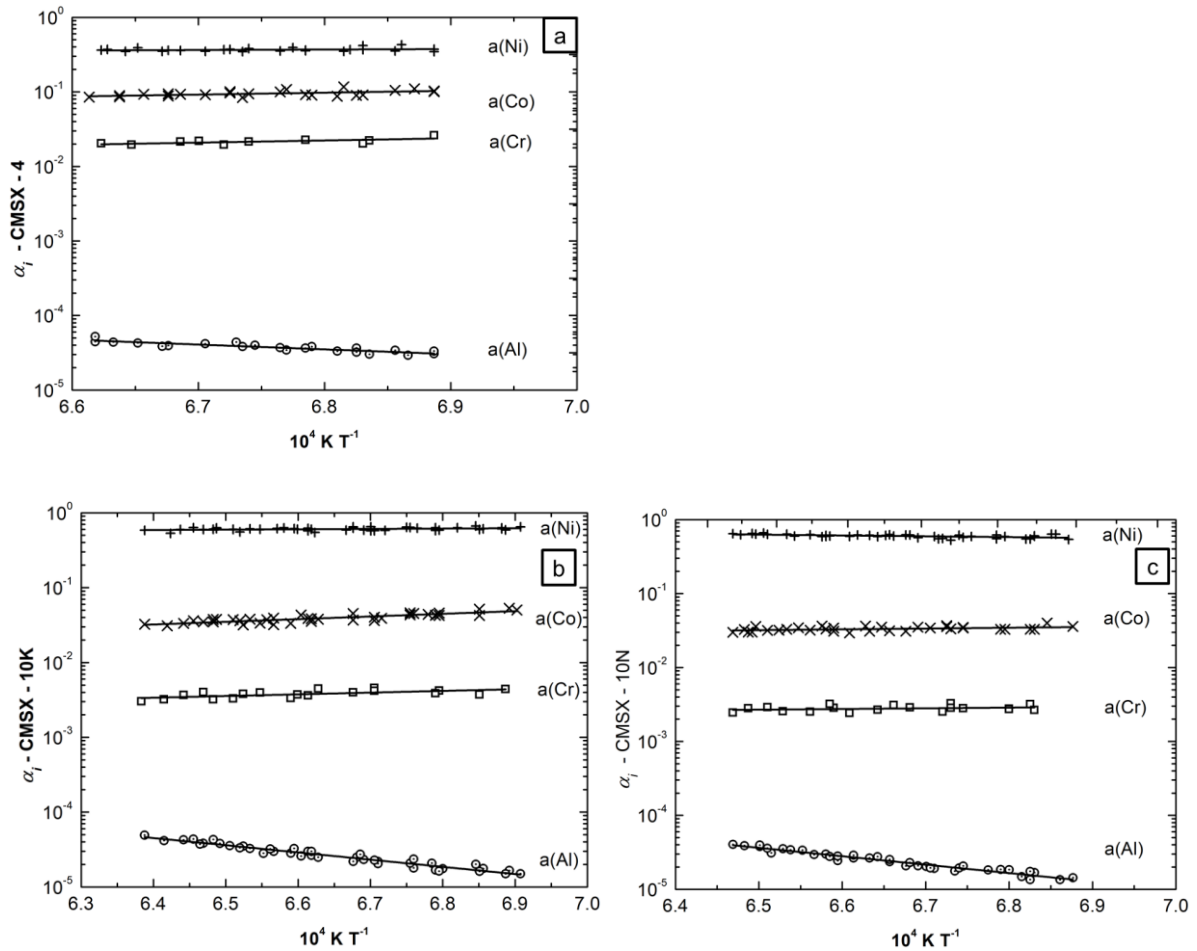 a
α_i - CMSX - 4
10^0
10^-1
10^-2
10^-3
10^-4
10^-5
a(Ni)
a(Co)
a(Cr)
a(Al)
6.6 6.7 6.8 6.9 7.0
10^4 K T^-1
b
α_i - CMSX - 10K
10^0
10^-1
10^-2
10^-3
10^-4
10^-5
a(Ni)
a(Co)
a(Cr)
a(Al)
6.3 6.4 6.5 6.6 6.7 6.8 6.9 7.0
10^4 K T^-1
c
α_i - CMSX - 10N
10^0
10^-1
10^-2
10^-3
10^-4
10^-5
a(Ni)
a(Co)
a(Cr)
a(Al)
6.4 6.5 6.6 6.7 6.8 6.9 7.0
10^4 K T^-1